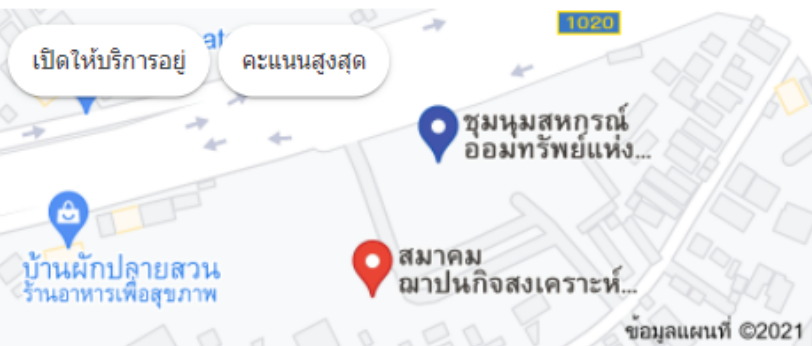 1020
เปิดให้บริการอยู่
คะแนนสูงสุด
ชุมนุมสหกรณ์
ออมทรัพย์แห่ง...
สมาคม
ฌาปนกิจสงเคราะห์...
บ้านผักปลายสวน
ร้านอาหารเพื่อสุขภาพ
ข้อมูลแผนที่ ©2021